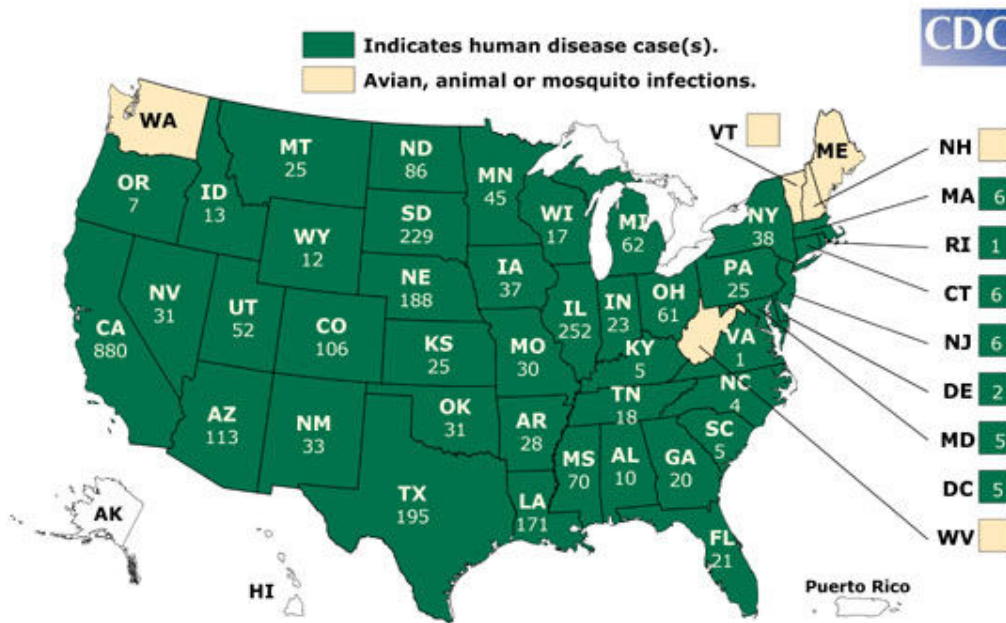 CDC
Indicates human disease case(s).
Avian, animal or mosquito infections.
WA
MT
25
ND
86
MN
45
VT
ME
NH
OR
7
ID
13
SD
229
WI
17
MI
62
NY
38
MA 6
WY
12
RI 1
IA
37
PA
25
CT 6
NV
31
UT
52
NE
188
IL
252
IN
23
OH
61
CA
880
CO
106
VA
1
NJ 6
KS
25
MO
30
KY
5
DE 2
NC
4
TN
18
AZ
113
NM
33
OK
31
AR
28
SC
5
MD 5
MS
70
AL
10
GA
20
DC 5
TX
195
LA
171
WV
FL
21
AK
HI
Puerto Rico